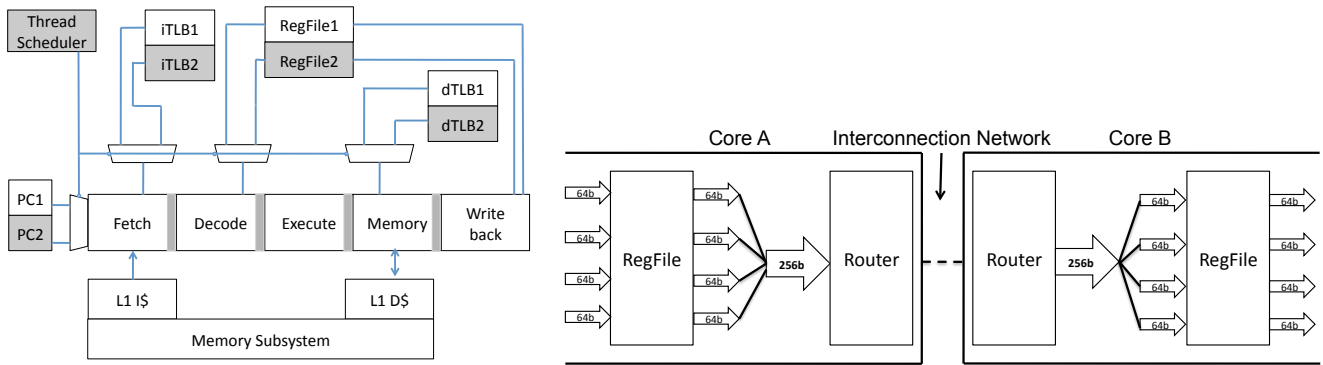 Thread
Scheduler
iTLB1
iTLB2
RegFile1
RegFile2
dTLB1
dTLB2
PC1
PC2
Fetch
Decode
Execute
Memory
Write
back
L1 I$
L1 D$
Memory Subsystem
Core A
Interconnection Network
Core B
64b
64b
64b
64b
RegFile
64b
64b
64b
64b
256b
Router
Router
256b
64b
64b
64b
64b
RegFile
64b
64b
64b
64b